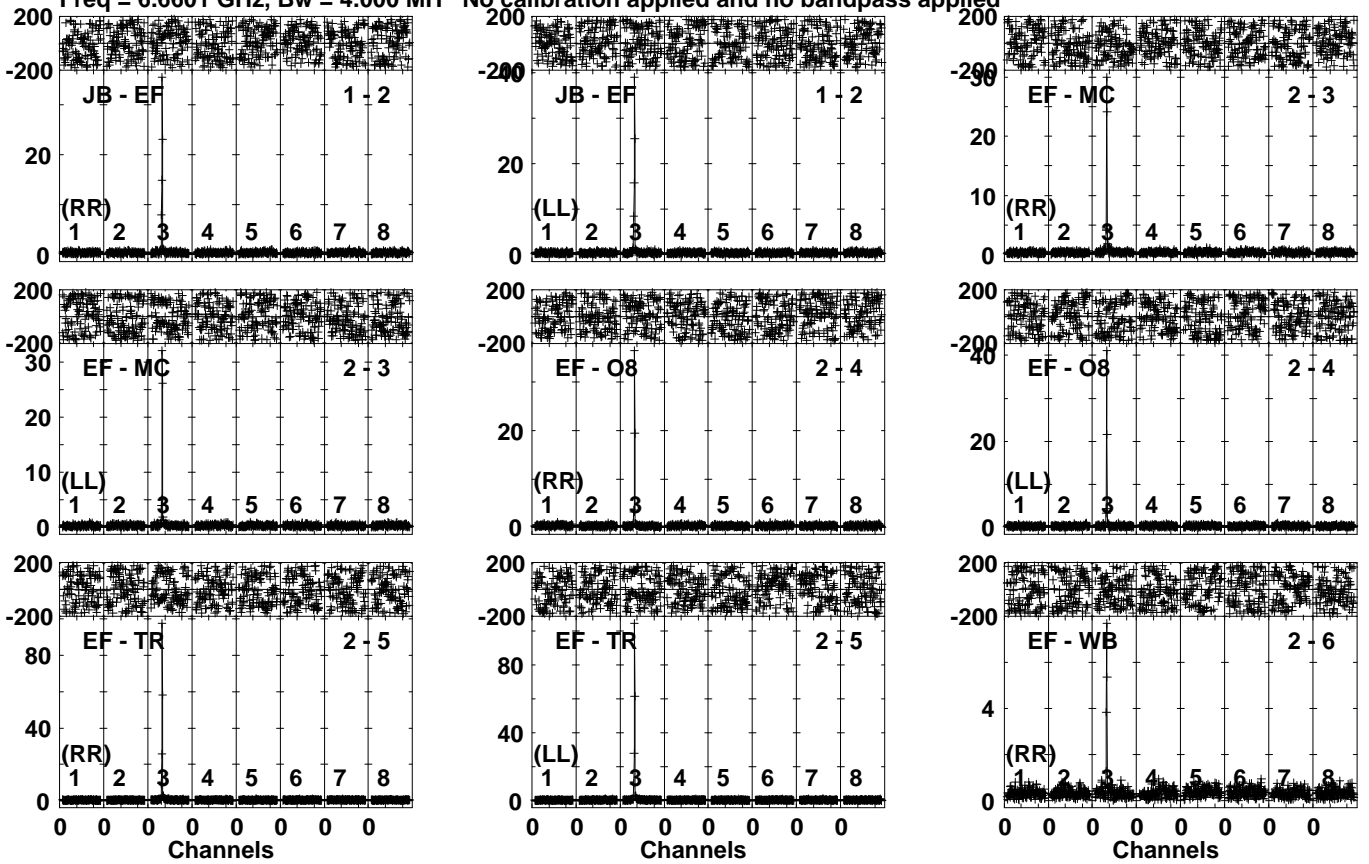 Freq = 6.6601 GHz, Bw = 4.000 MH No calibration applied and no bandpass applied
200 200 200
-200 -200 -200
40 30
JB - EF 1 - 2 JB - EF 1 - 2 EF - MC 2 - 3
20 20 20
10
(RR) (LL) (RR)
1 2 3 4 5 6 7 8 1 2 3 4 5 6 7 8 1 2 3 4 5 6 7 8
0 0 0
200 200 200
-200 -200 -200
30 40
EF - MC 2 - 3 EF - O8 2 - 4 EF - O8 2 - 4
20 20 20
10
(LL) (RR) (LL)
1 2 3 4 5 6 7 8 1 2 3 4 5 6 7 8 1 2 3 4 5 6 7 8
0 0 0
200 200 200
-200 -200 -200
EF - TR 2 - 5 EF - TR 2 - 5 EF - WB 2 - 6
80 80
4
40 40
(RR) (LL) (RR)
1 2 3 4 5 6 7 8 1 2 3 4 5 6 7 8 1 2 3 4 5 6 7 8
0 0 0
0 0 0 0 0 0 0 0 0 0 0 0 0 0 0 0 0 0 0 0 0 0 0 0
Channels Channels Channels